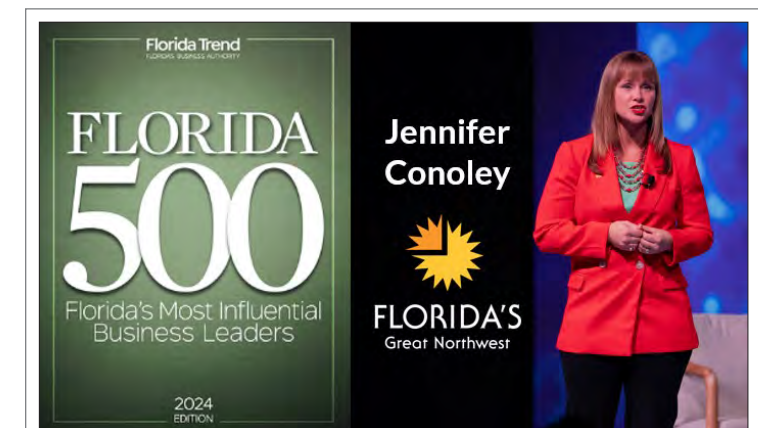 Florida Trend
FLORIDA'S BUSINESS AUTHORITY
FLORIDA
500
Florida's Most Influential
Business Leaders
2024
EDITION
Jennifer
Conoley
FLORIDA'S
Great Northwest